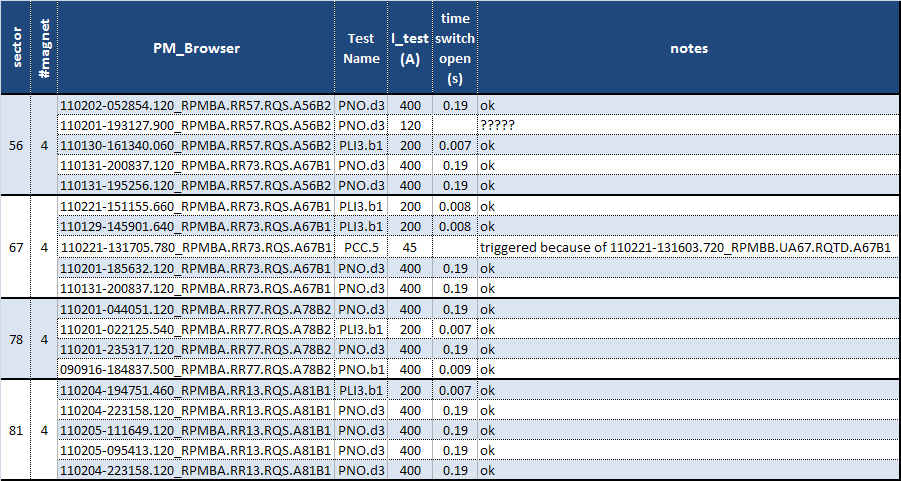 sector #magnet PM_Browser Test Name I_test (A) time switch open (s) notes
56 4
110202-052854.120_RPMBA.RR57.RQS.A56B2 PNO.d3 400 0.19 ok
110201-193127.900_RPMBA.RR57.RQS.A56B2 PNO.d3 120 ?????
110130-161340.060_RPMBA.RR57.RQS.A56B2 PLI3.b1 200 0.007 ok
110131-200837.120_RPMBA.RR73.RQS.A67B1 PNO.d3 400 0.19 ok
110131-195256.120_RPMBA.RR57.RQS.A56B2 PNO.d3 400 0.19 ok
67 4
110221-151155.660_RPMBA.RR73.RQS.A67B1 PLI3.b1 200 0.008 ok
110129-145901.640_RPMBA.RR73.RQS.A67B1 PLI3.b1 200 0.008 ok
110221-131705.780_RPMBA.RR73.RQS.A67B1 PCC.5 45 triggered because of 110221-131603.720_RPMBB.UA67.RQTD.A67B1
110201-185632.120_RPMBA.RR73.RQS.A67B1 PNO.d3 400 0.19 ok
110131-200837.120_RPMBA.RR73.RQS.A67B1 PNO.d3 400 0.19 ok
78 4
110201-044051.120_RPMBA.RR77.RQS.A78B2 PNO.d3 400 0.19 ok
110201-022125.540_RPMBA.RR77.RQS.A78B2 PLI3.b1 200 0.007 ok
110201-235317.120_RPMBA.RR77.RQS.A78B2 PNO.d3 400 0.19 ok
090916-184837.500_RPMBA.RR77.RQS.A78B2 PNO.b1 400 0.009 ok
81 4
110204-194751.460_RPMBA.RR13.RQS.A81B1 PLI3.b1 200 0.007 ok
110204-223158.120_RPMBA.RR13.RQS.A81B1 PNO.d3 400 0.19 ok
110205-111649.120_RPMBA.RR13.RQS.A81B1 PNO.d3 400 0.19 ok
110205-095413.120_RPMBA.RR13.RQS.A81B1 PNO.d3 400 0.19 ok
110204-223158.120_RPMBA.RR13.RQS.A81B1 PNO.d3 400 0.19 ok